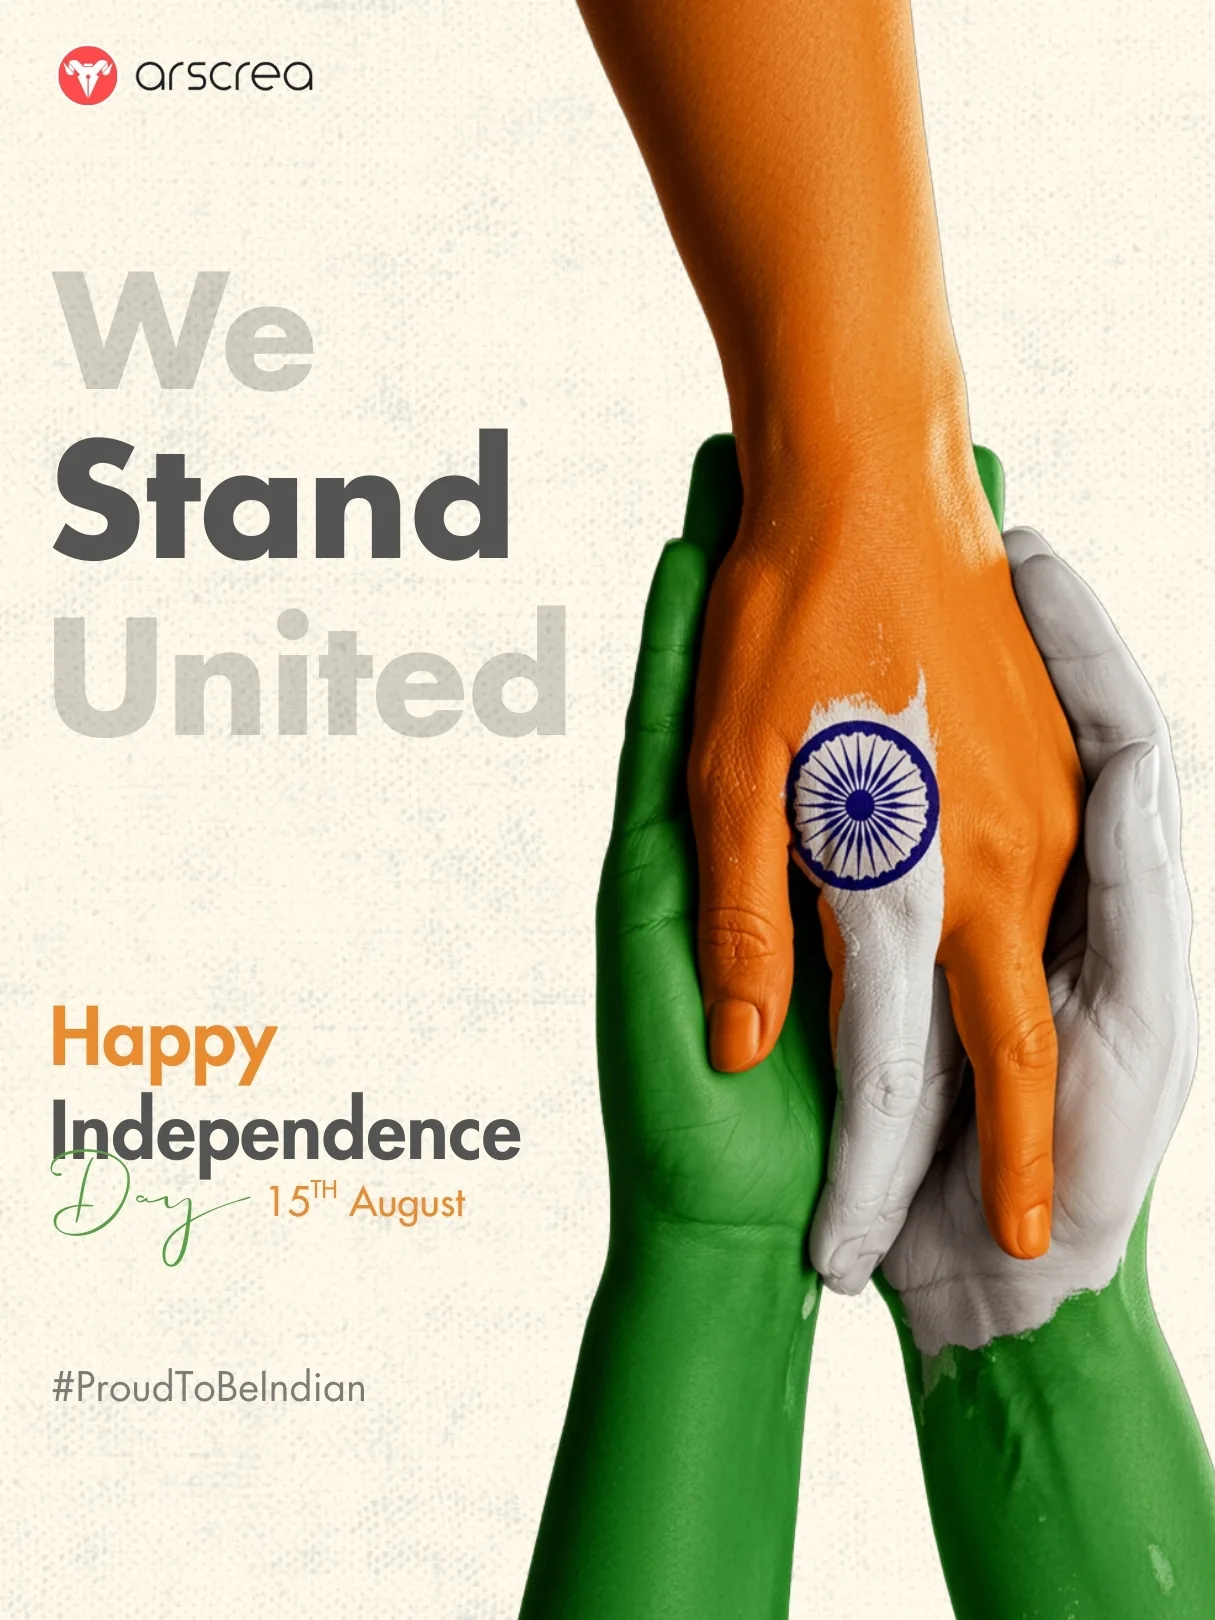 arscrea
We
Stand
United
Happy
Independence
Day 15TH August
#ProudToBeIndian